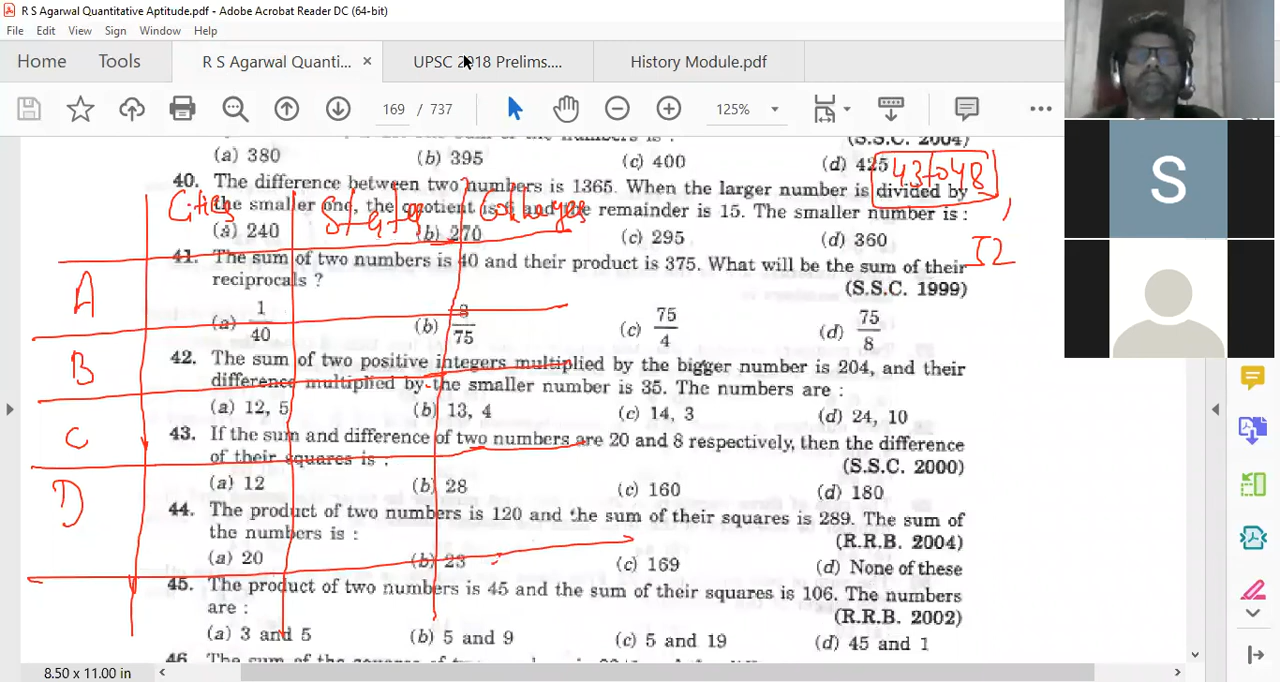 R S Agarwal Quantitative Aptitude.pdf - Adobe Acrobat Reader DC (64-bit)
File Edit View Sign Window Help
Home Tools R S Agarwal Quanti... × UPSC 2018 Prelims.... History Module.pdf
169 / 737 125%
(S.S.C. 2004)
(a) 380 (b) 395 (c) 400 (d) 425
43 to 48
40. The difference between two numbers is 1365. When the larger number is divided by
Cities State Colleges
the smaller one, the quotient is and the remainder is 15. The smaller number is :
(a) 240 (b) 270 (c) 295 (d) 360
52
41. The sum of two numbers is 40 and their product is 375. What will be the sum of their
reciprocals ? (S.S.C. 1999)
A
(a) 1/40 (b) 8/75 (c) 75/4 (d) 75/8
B
42. The sum of two positive integers multiplied by the bigger number is 204, and their
difference multiplied by the smaller number is 35. The numbers are :
(a) 12, 5 (b) 13, 4 (c) 14, 3 (d) 24, 10
C
43. If the sum and difference of two numbers are 20 and 8 respectively, then the difference
of their squares is : (S.S.C. 2000)
(a) 12 (b) 28 (c) 160 (d) 180
D
44. The product of two numbers is 120 and the sum of their squares is 289. The sum of
the numbers is : (R.R.B. 2004)
(a) 20 (b) 23 (c) 169 (d) None of these
45. The product of two numbers is 45 and the sum of their squares is 106. The numbers
are : (R.R.B. 2002)
(a) 3 and 5 (b) 5 and 9 (c) 5 and 19 (d) 45 and 1
46. The sum of the
8.50 x 11.00 in
S